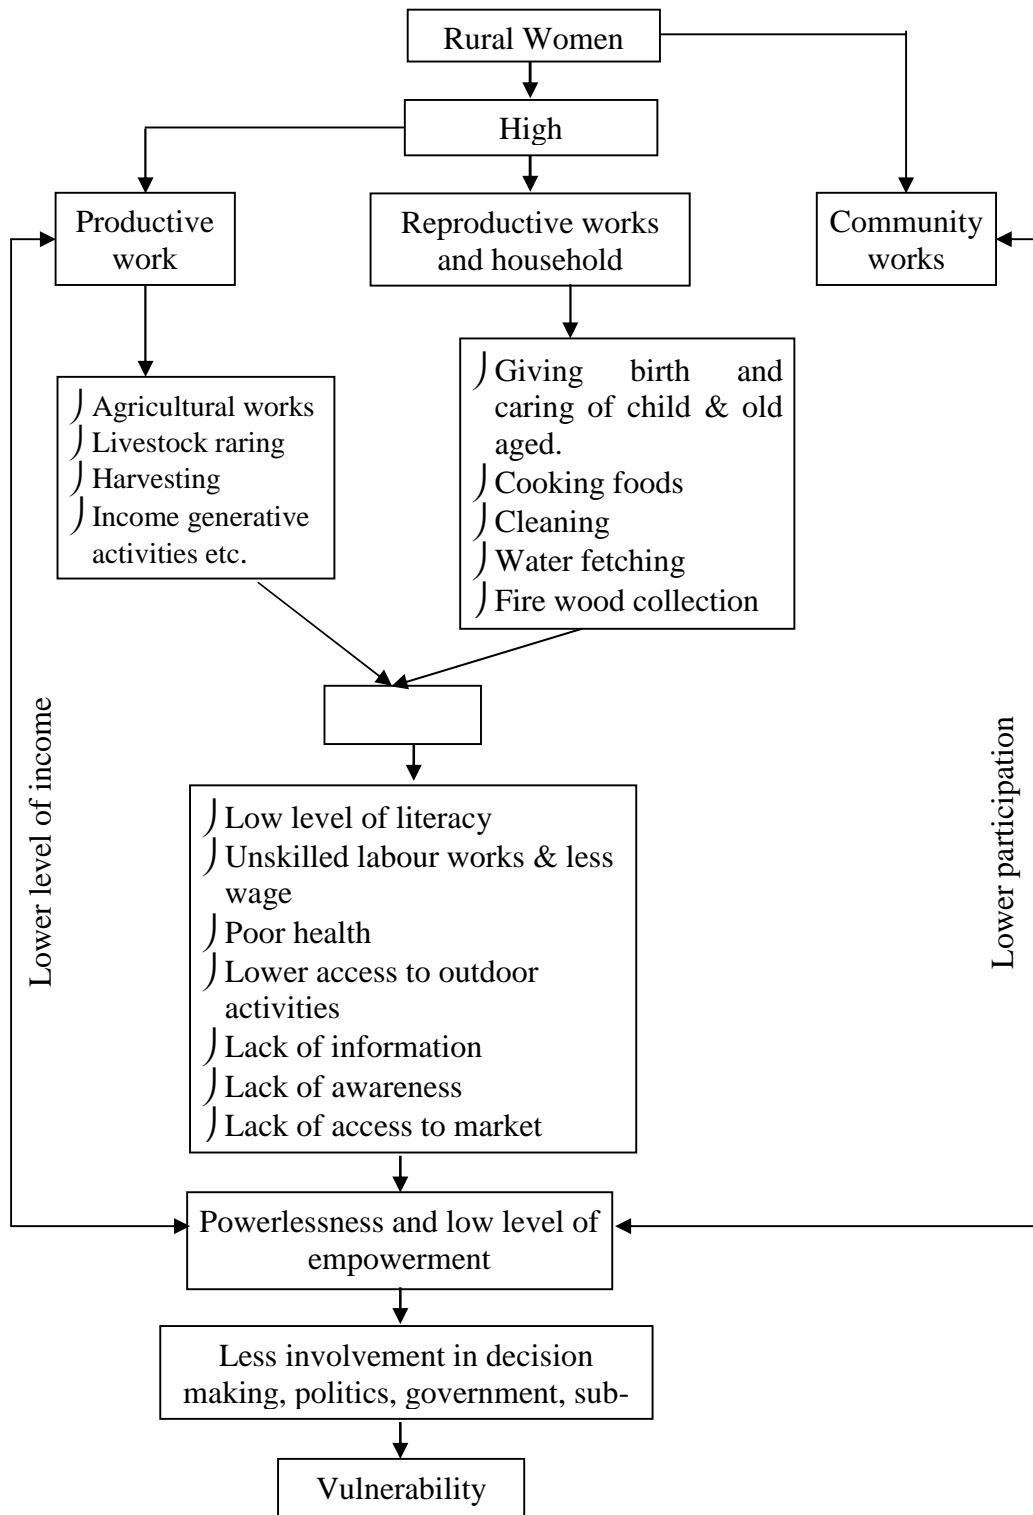 Rural Women
High
Productive
work
Reproductive works
and household
Community
works
Agricultural works
Livestock raring
Harvesting
Income generative
activities etc.
Giving birth and
caring of child & old
aged.
Cooking foods
Cleaning
Water fetching
Fire wood collection
Lower level of income
Lower participation
Low level of literacy
Unskilled labour works & less
wage
Poor health
Lower access to outdoor
activities
Lack of information
Lack of awareness
Lack of access to market
Powerlessness and low level of
empowerment
Less involvement in decision
making, politics, government, sub-
Vulnerability